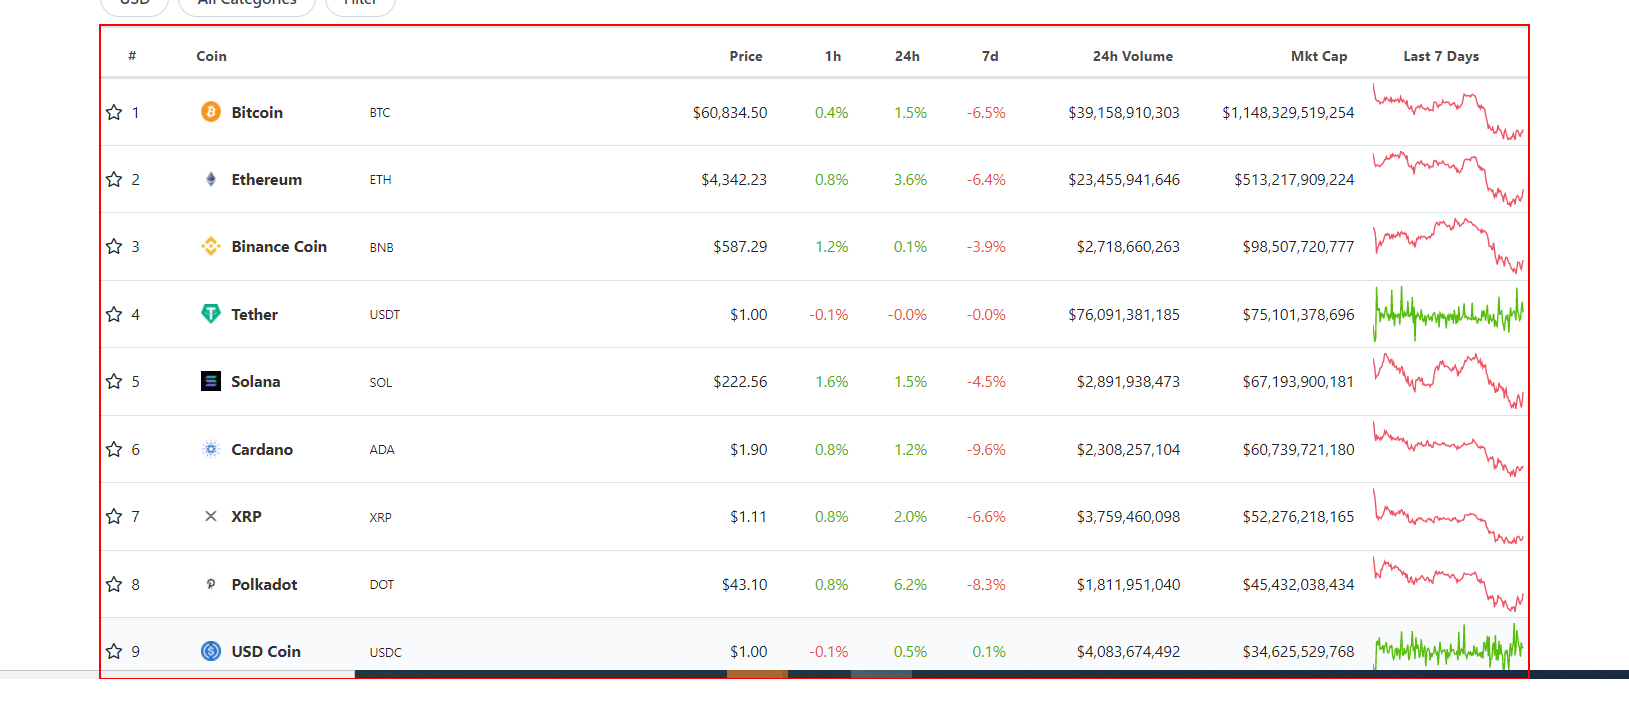 USD All Categories Filter
# Coin Price 1h 24h 7d 24h Volume Mkt Cap Last 7 Days
1 Bitcoin BTC $60,834.50 0.4% 1.5% -6.5% $39,158,910,303 $1,148,329,519,254
2 Ethereum ETH $4,342.23 0.8% 3.6% -6.4% $23,455,941,646 $513,217,909,224
3 Binance Coin BNB $587.29 1.2% 0.1% -3.9% $2,718,660,263 $98,507,720,777
4 Tether USDT $1.00 -0.1% -0.0% -0.0% $76,091,381,185 $75,101,378,696
5 Solana SOL $222.56 1.6% 1.5% -4.5% $2,891,938,473 $67,193,900,181
6 Cardano ADA $1.90 0.8% 1.2% -9.6% $2,308,257,104 $60,739,721,180
7 XRP XRP $1.11 0.8% 2.0% -6.6% $3,759,460,098 $52,276,218,165
8 Polkadot DOT $43.10 0.8% 6.2% -8.3% $1,811,951,040 $45,432,038,434
9 USD Coin USDC $1.00 -0.1% 0.5% 0.1% $4,083,674,492 $34,625,529,768